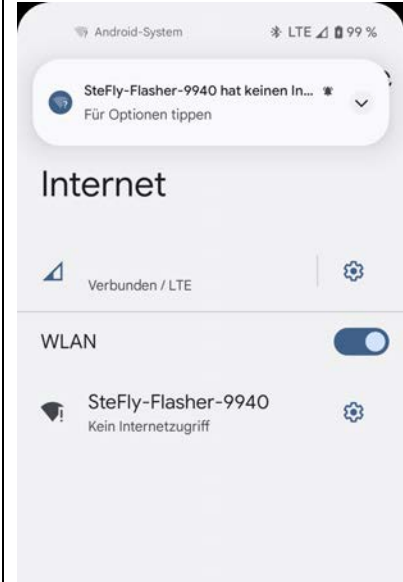 Android-System LTE 99 %
SteFly-Flasher-9940 hat keinen In...
Für Optionen tippen
Internet
Verbunden / LTE
WLAN
SteFly-Flasher-9940
Kein Internetzugriff